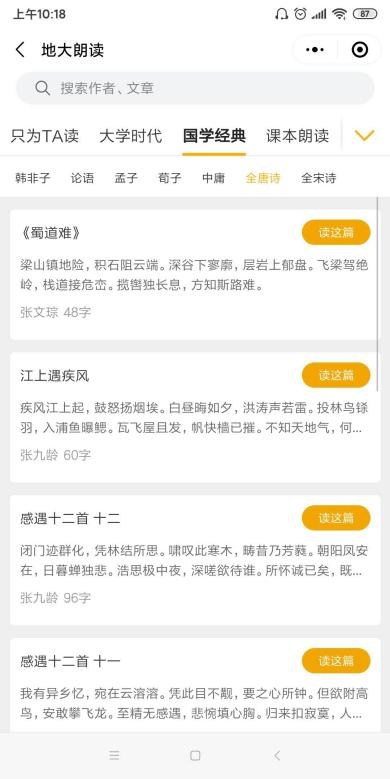 上午10:18
87
地大朗读
搜索作者、文章
只为TA读 大学时代 国学经典 课本朗读
韩非子 论语 孟子 荀子 中庸 全唐诗 全宋诗
《蜀道难》 读这篇
梁山镇地险，积石阻云端。深谷下寥廓，层岩上郁盘。飞梁驾绝
岭，栈道接危峦。揽辔独长息，方知斯路难。
张文琮 48字
江上遇疾风 读这篇
疾风江上起，鼓怒扬烟埃。白昼晦如夕，洪涛声若雷。投林鸟铩
羽，入浦鱼曝鳃。瓦飞屋且发，帆快樯已摧。不知天地气，何...
张九龄 60字
感遇十二首 十二 读这篇
闭门迹群化，凭林结所思。啸叹此寒木，畴昔乃芳蕤。朝阳凤安
在，日暮蝉独悲。浩思极中夜，深嗟欲待谁。所怀诚已矣，既...
张九龄 96字
感遇十二首 十一 读这篇
我有异乡忆，宛在云溶溶。凭此目不觏，要之心所钟。但欲附高
鸟，安敢攀飞龙。至精无感遇，悲惋填心胸。归来扣寂寞，人...